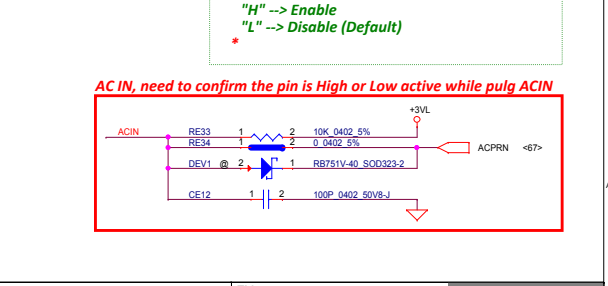 "H" --> Enable
"L" --> Disable (Default)
*
AC IN, need to confirm the pin is High or Low active while pulg ACIN
+3VL
ACIN RE33 1 2 10K_0402_5%
RE34 1 2 0_0402_5% ACPRN <67>
DEV1 @ 2 1 RB751V-40_SOD323-2
CE12 1 2 100P_0402_50V8-J